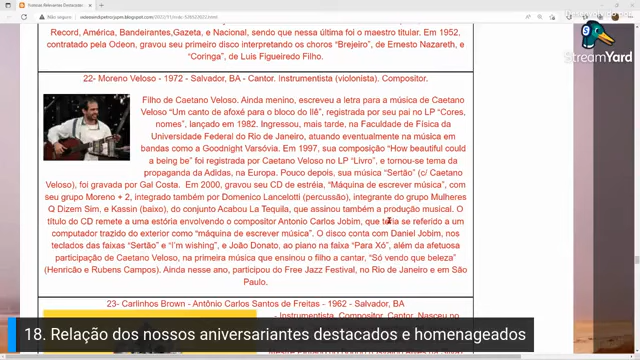 Record, América, Bandeirantes,Gazeta, e Nacional, sendo que nessa última foi o maestro titular. Em 1952,
contratado pela Odeon, gravou seu primeiro disco interpretando os choros "Brejeiro", de Ernesto Nazareth, e
"Coringa", de Luis Figueiredo Filho.
22- Moreno Veloso - 1972 - Salvador, BA - Cantor. Instrumentista (violonista). Compositor.
Filho de Caetano Veloso. Ainda menino, escreveu a letra para a música de Caetano
Veloso "Um canto de afoxé para o bloco do Ilê", registrada por seu pai no LP "Cores,
nomes", lançado em 1982. Ingressou, mais tarde, na Faculdade de Física da
Universidade Federal do Rio de Janeiro, atuando eventualmente na música em
bandas como a Goodnight Varsóvia. Em 1997, sua composição "How beautiful could
a being be" foi registrada por Caetano Veloso no LP "Livro", e tornou-se tema da
propaganda da Adidas, na Europa. Pouco depois, sua música "Sertão" (c/ Caetano
Veloso), foi gravada por Gal Costa. Em 2000, gravou seu CD de estréia, "Máquina de escrever música", com
seu grupo Moreno + 2, integrado também por Domenico Lancelotti (percussão), integrante do grupo Mulheres
Q Dizem Sim, e Kassin (baixo), do conjunto Acabou La Tequila, que assinou também a produção musical. O
título do CD remete a uma estória envolvendo o compositor Antonio Carlos Jobim, que teria se referido a um
computador trazido do exterior como "máquina de escrever música". O disco conta com Daniel Jobim, nos
teclados das faixas "Sertão" e "I'm wishing", e João Donato, ao piano na faixa "Para Xó", além da afetuosa
participação de Caetano Veloso, na primeira música que ensinou o filho a cantar, "Só vendo que beleza"
(Henricão e Rubens Campos). Ainda nesse ano, participou do Free Jazz Festival, no Rio de Janeiro e em São
Paulo.
23- Carlinhos Brown - Antônio Carlos Santos de Freitas - 1962 - Salvador, BA
- Cantor. Instrumentista. Compositor. Nasceu no
18. Relação dos nossos aniversariantes destacados e homenageados
StreamYard